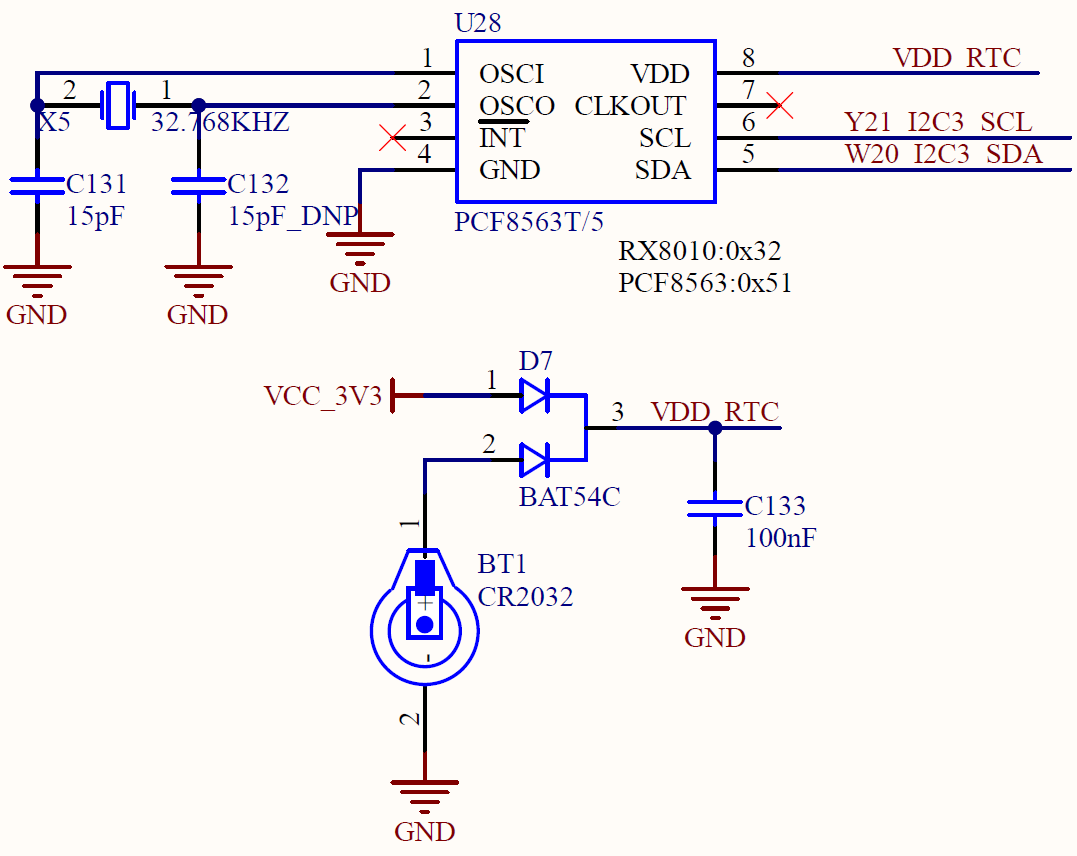 U28
1
OSCI
VDD
8
VDD_RTC
2
1
2
OSCO
CLKOUT
7
X5
32.768KHZ
3
INT
SCL
6
Y21_I2C3_SCL
4
GND
SDA
5
W20_I2C3_SDA
C131
15pF
C132
15pF_DNP
PCF8563T/5
GND
GND
GND
RX8010:0x32
PCF8563:0x51
D7
VCC_3V3
1
3
VDD_RTC
2
BAT54C
C133
100nF
1
BT1
CR2032
+
-
GND
2
GND